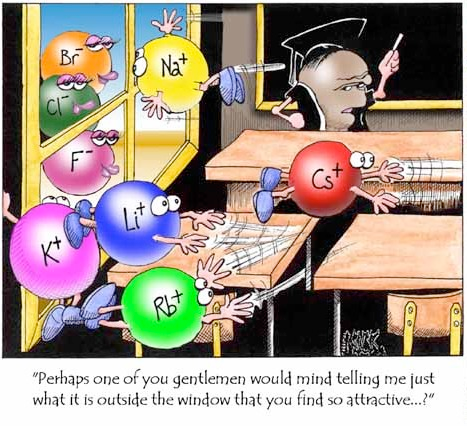 Br⁻
Na⁺
Cl⁻
F⁻
Cs⁺
Li⁺
K⁺
Rb⁺
"Perhaps one of you gentlemen would mind telling me just
what it is outside the window that you find so attractive...?"